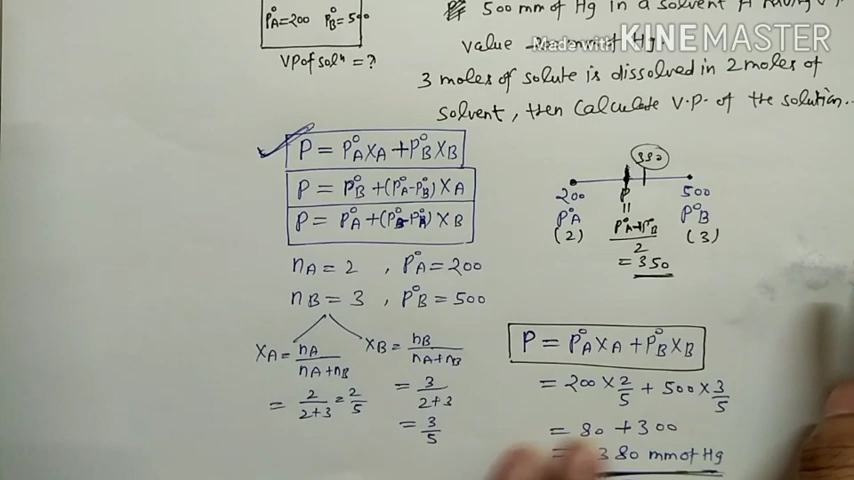 P°A=200 P°B=500
V.P of solⁿ = ?
500 mm of Hg in a solvent A having V.P
value mm of Hg.
Made with KINEMASTER
3 moles of solute is dissolved in 2 moles of
solvent, then calculate V.P. of the solution..
P = P°A XA + P°B XB
P = P°B + (P°A - P°B) XA
P = P°A + (P°B - P°A) XB
nA = 2 , P°A = 200
nB = 3 , P°B = 500
XA = nA/(nA+nB) XB = nB/(nA+nB)
= 2/(2+3) = 2/5 = 3/(2+3)
= 3/5
200 P 500
P°A || P°B
(2) (P°A+P°B)/2 (3)
= 350
P = P°A XA + P°B XB
= 200 × 2/5 + 500 × 3/5
= 80 + 300
= 380 mm of Hg